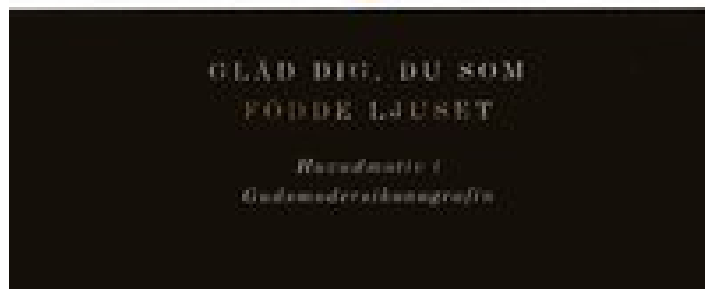 GLÄD DIG, DU SOM
FÖDDE LJUSET
Huvudmotiv i
Gudsmodersikonografin